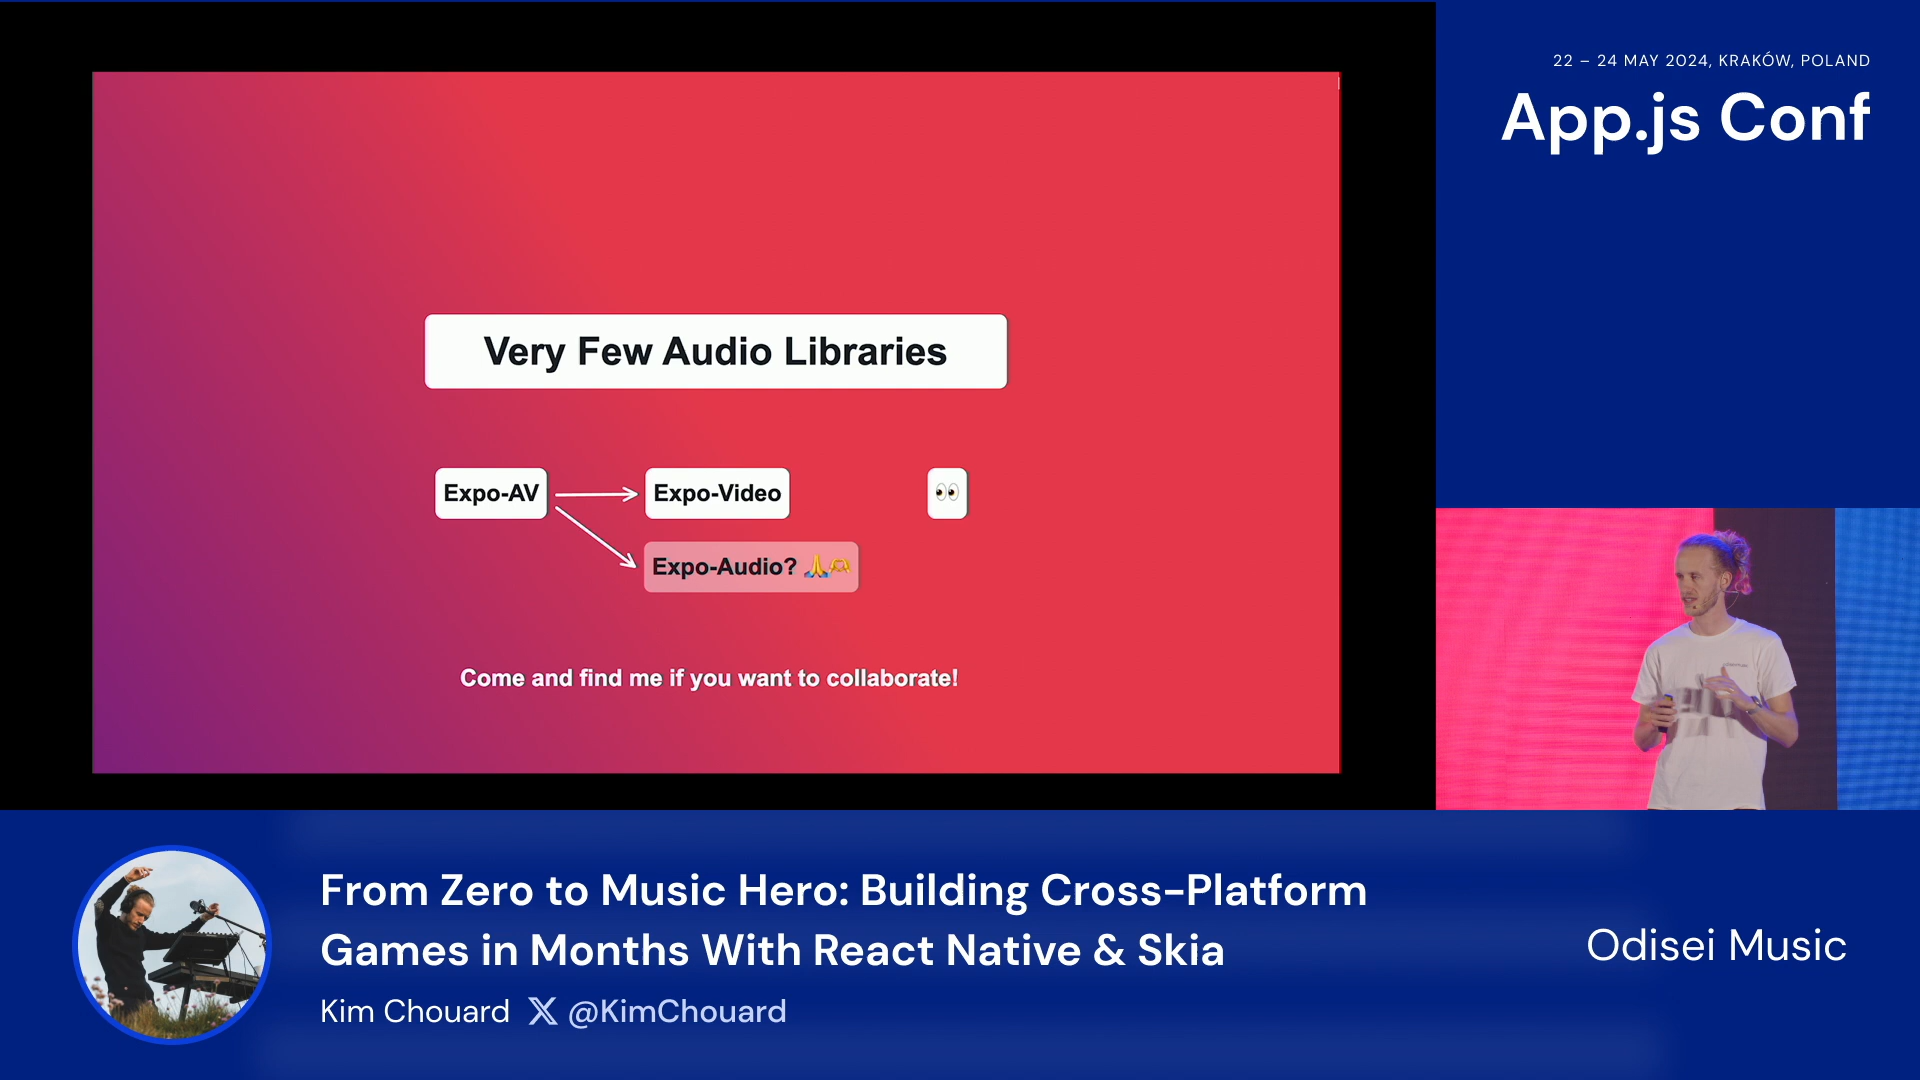 22 – 24 MAY 2024, KRAKÓW, POLAND
App.js Conf
Very Few Audio Libraries
Expo-AV
Expo-Video
👀
Expo-Audio? 🙏🫶
Come and find me if you want to collaborate!
From Zero to Music Hero: Building Cross-Platform
Games in Months With React Native & Skia
Kim Chouard 𝕏 @KimChouard
Odisei Music